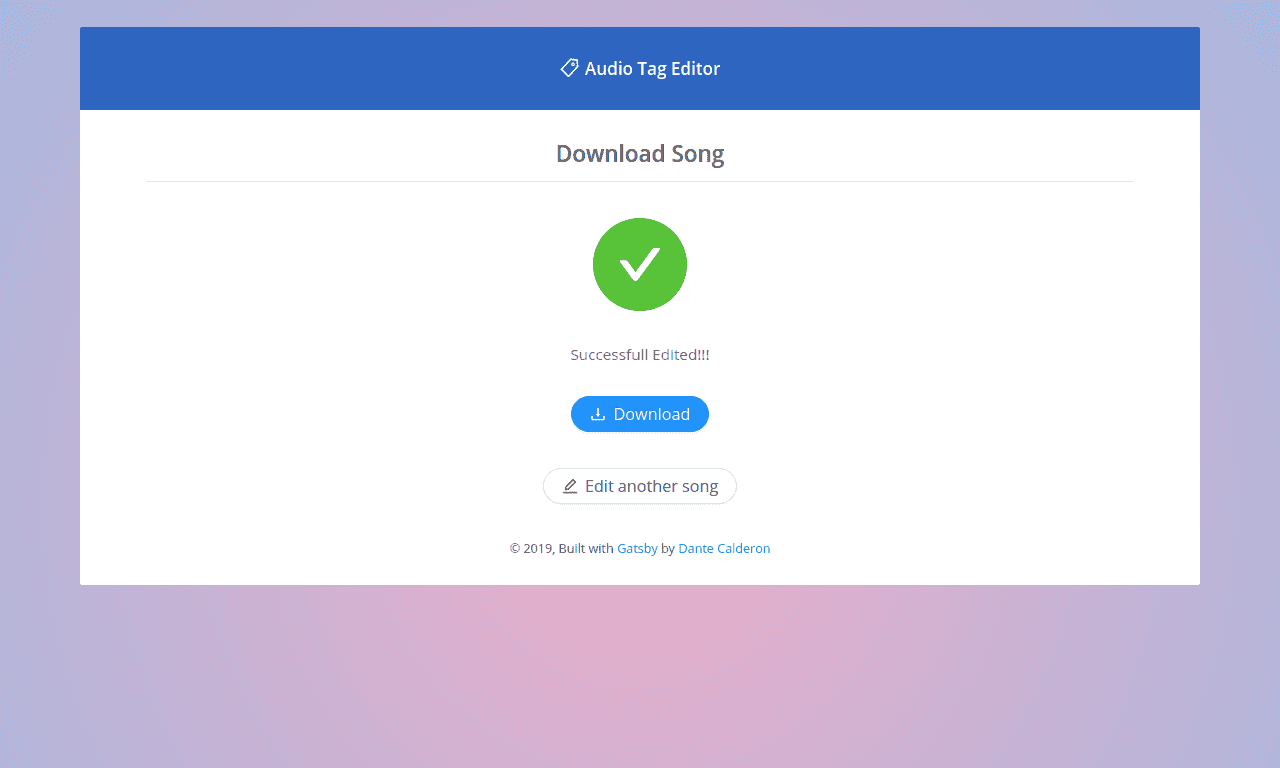 Audio Tag Editor
Download Song
Successfull Edited!!!
Download
Edit another song
© 2019, Built with Gatsby by Dante Calderon